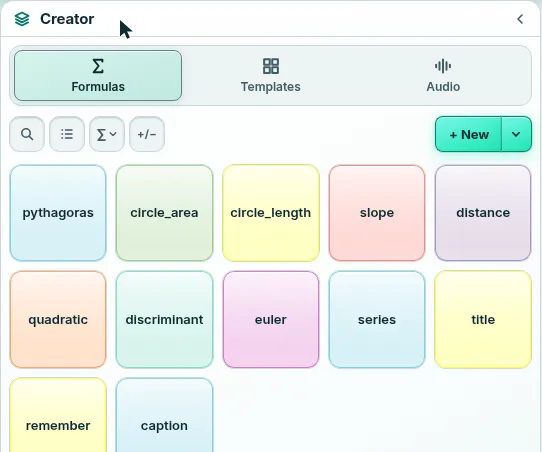 Creator
Formulas
Templates
Audio
Σ
+/−
+ New
pythagoras
circle_area
circle_length
slope
distance
quadratic
discriminant
euler
series
title
remember
caption